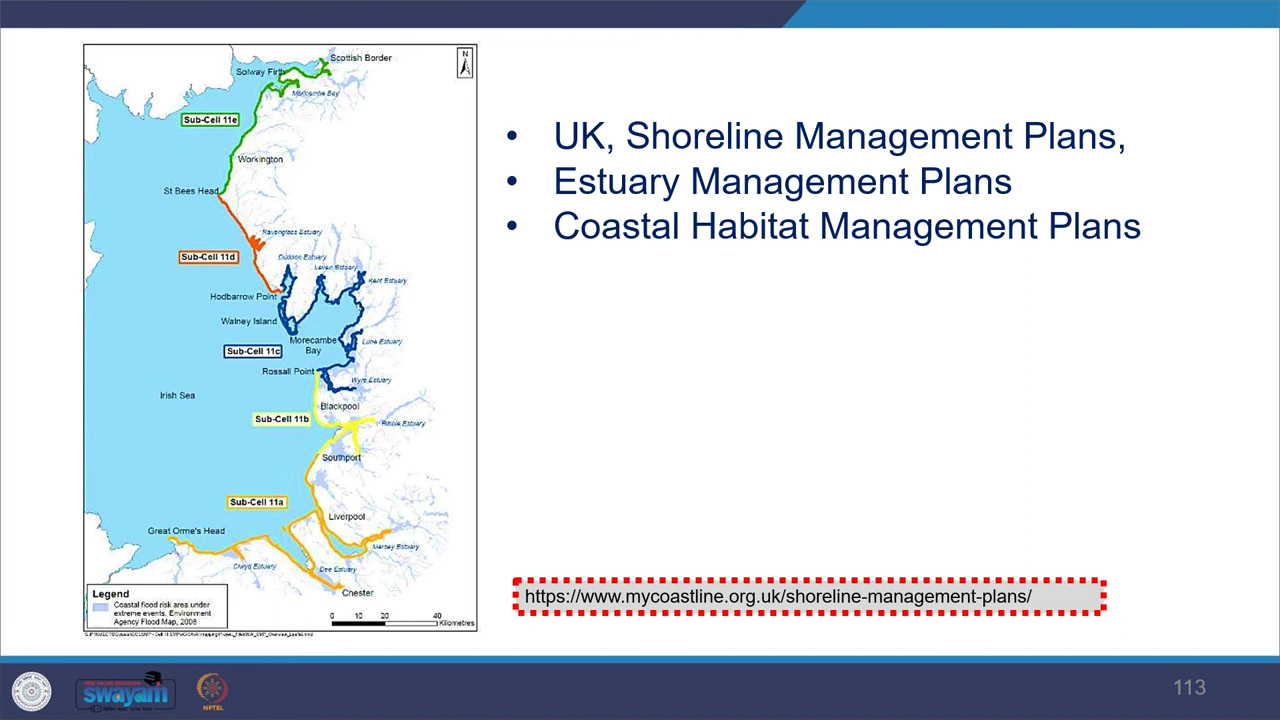 Scottish Border
N
Solway Firth
Moricambe Bay
Sub-Cell 11e
Workington
St Bees Head
Ravenglass Estuary
Sub-Cell 11d
Duddon Estuary
Leven Estuary
Kent Estuary
Hodbarrow Point
Walney Island
Morecambe
Bay
Lune Estuary
Sub-Cell 11c
Rossall Point
Wyre Estuary
Irish Sea
Blackpool
Sub-Cell 11b
Ribble Estuary
Southport
Sub-Cell 11a
Liverpool
Great Orme's Head
Mersey Estuary
Clwyd Estuary
Dee Estuary
Chester
Legend
Coastal flood risk area under
extreme events. Environment
Agency Flood Map, 2008
0 10 20 40
Kilometres
• UK, Shoreline Management Plans,
• Estuary Management Plans
• Coastal Habitat Management Plans
https://www.mycoastline.org.uk/shoreline-management-plans/
swayam
NPTEL
113